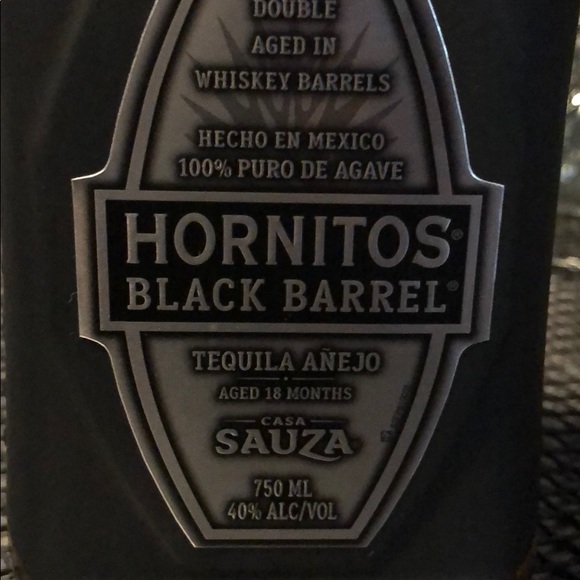 DOUBLE
AGED IN
WHISKEY BARRELS
HECHO EN MEXICO
100% PURO DE AGAVE
HORNITOS®
BLACK BARREL®
TEQUILA AÑEJO
AGED 18 MONTHS
CASA
SAUZA®
750 ML
40% ALC/VOL